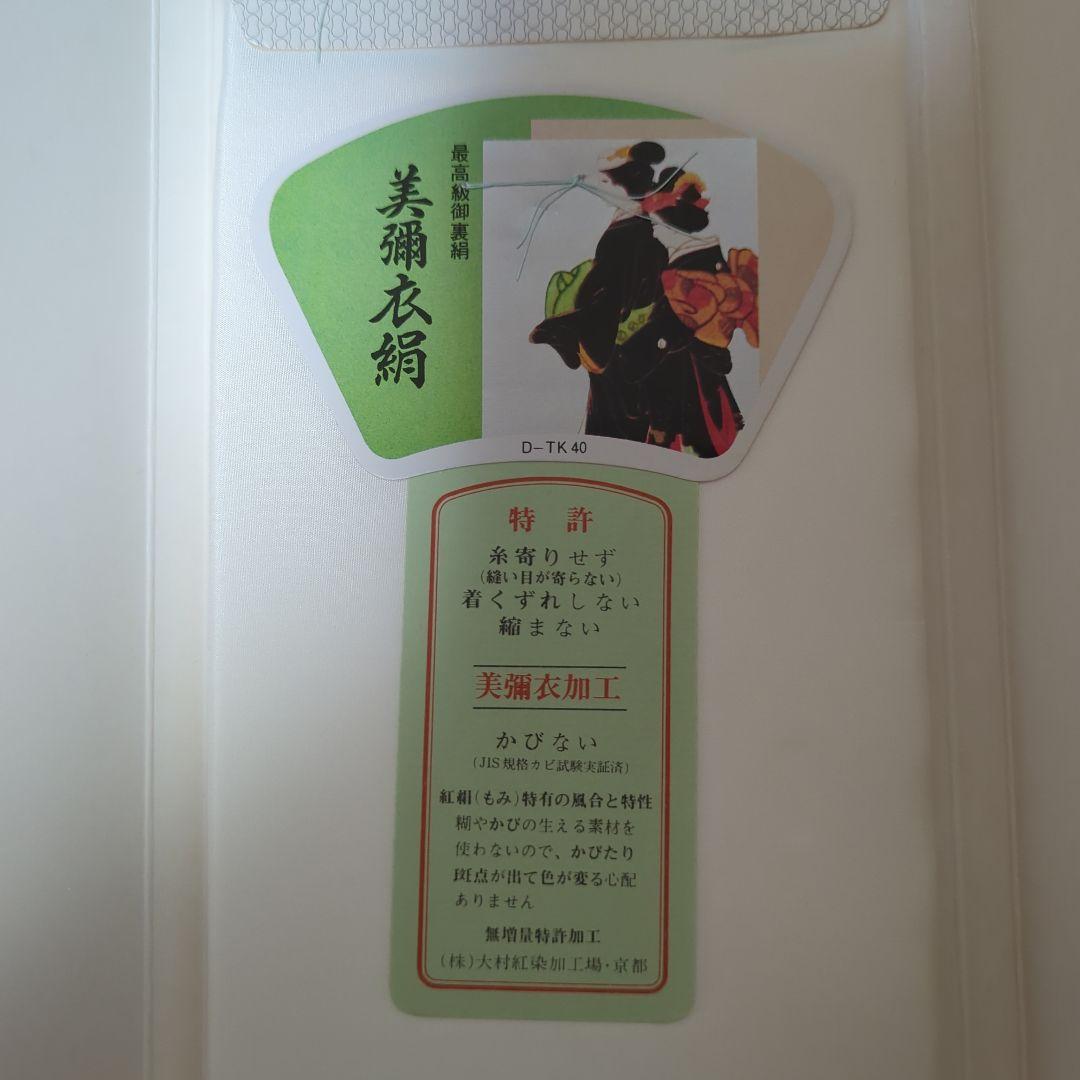 最高級御裏絹
美彌衣絹
D-TK 40
特許
糸寄りせず
(縫い目が寄らない)
着くずれしない
縮まない
美彌衣加工
かびない
(JIS規格カビ試験実証済)
紅絹(もみ)特有の風合と特性
糊やかびの生える素材を
使わないので、かびたり
斑点が出て色が変る心配
ありません
無増量特許加工
(株)大村紅染加工場・京都